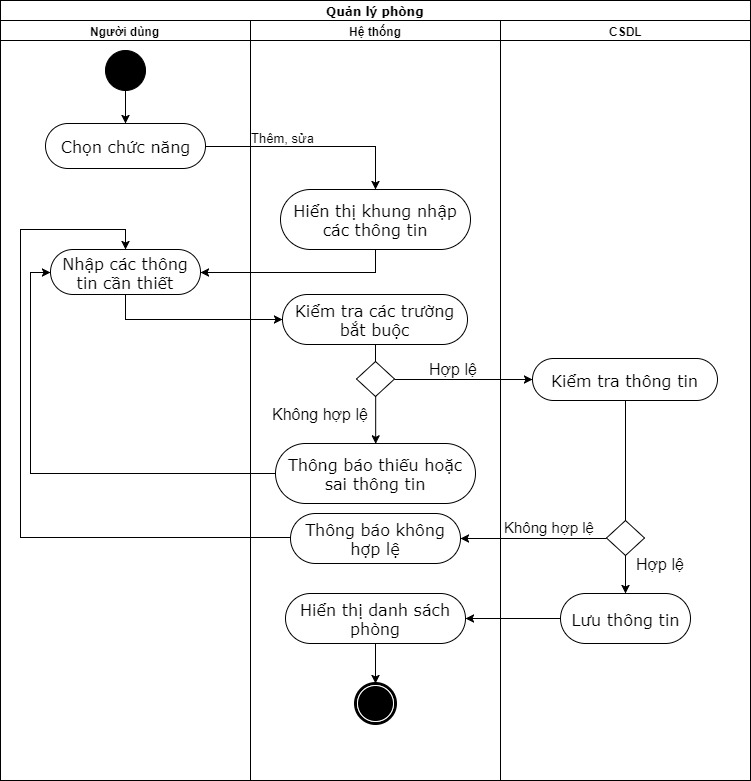 Quản lý phòng
Người dùng
Hệ thống
CSDL
Chọn chức năng
Thêm, sửa
Hiển thị khung nhập
các thông tin
Nhập các thông
tin cần thiết
Kiểm tra các trường
bắt buộc
Hợp lệ
Kiểm tra thông tin
Không hợp lệ
Thông báo thiếu hoặc
sai thông tin
Thông báo không
hợp lệ
Không hợp lệ
Hợp lệ
Hiển thị danh sách
phòng
Lưu thông tin